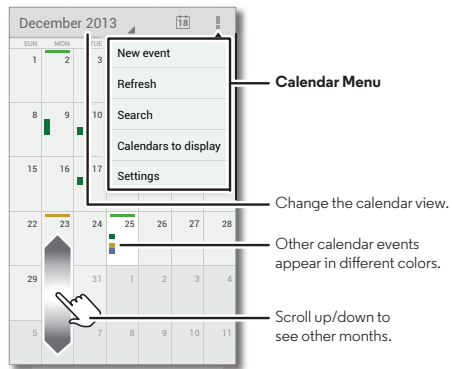 December 2013
18
SUN MON TUE
1 2 3
New event
Refresh
Search
Calendars to display
Settings
8 9 10
15 16 17
22 23 24 25 26 27 28
29 31 1 2 3 4
5 7 8 9 10 11
Calendar Menu
Change the calendar view.
Other calendar events
appear in different colors.
Scroll up/down to
see other months.